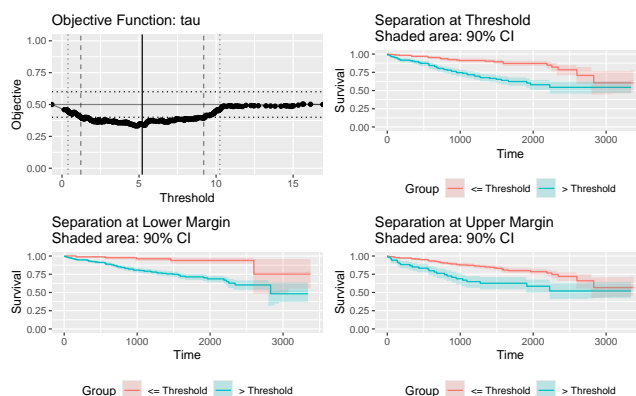 Objective Function: tau
1.00
0.75
0.50
0.25
0.00
Objective
0
5
10
15
Threshold
Separation at Threshold
Shaded area: 90% CI
1.00
0.75
0.50
0.25
0.00
Survival
0
1000
2000
3000
Time
Group
<= Threshold
> Threshold
Separation at Lower Margin
Shaded area: 90% CI
1.00
0.75
0.50
0.25
0.00
Survival
0
1000
2000
3000
Time
Group
<= Threshold
> Threshold
Separation at Upper Margin
Shaded area: 90% CI
1.00
0.75
0.50
0.25
0.00
Survival
0
1000
2000
3000
Time
Group
<= Threshold
> Threshold